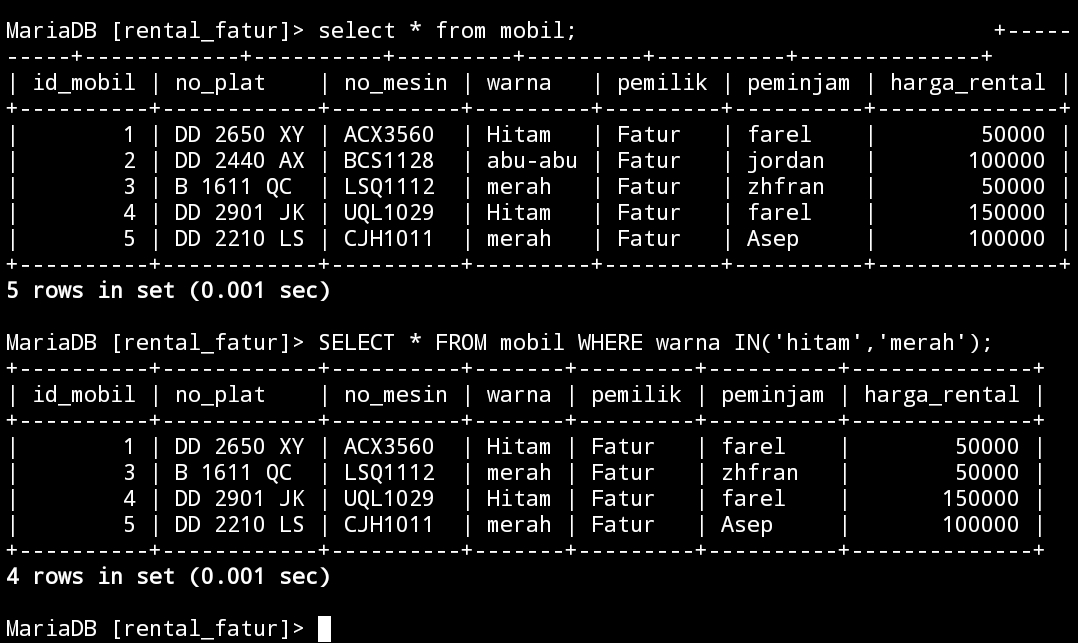 MariaDB [rental_fatur]> select * from mobil;                                +-----
-----+------------+----------+---------+---------+----------+--------------+
| id_mobil | no_plat    | no_mesin | warna   | pemilik | peminjam | harga_rental |
+----------+------------+----------+---------+---------+----------+--------------+
|        1 | DD 2650 XY | ACX3560  | Hitam   | Fatur   | farel    |        50000 |
|        2 | DD 2440 AX | BCS1128  | abu-abu | Fatur   | jordan   |       100000 |
|        3 | B 1611 QC  | LSQ1112  | merah   | Fatur   | zhfran   |        50000 |
|        4 | DD 2901 JK | UQL1029  | Hitam   | Fatur   | farel    |       150000 |
|        5 | DD 2210 LS | CJH1011  | merah   | Fatur   | Asep     |       100000 |
+----------+------------+----------+---------+---------+----------+--------------+
5 rows in set (0.001 sec)
MariaDB [rental_fatur]> SELECT * FROM mobil WHERE warna IN('hitam','merah');
+----------+------------+----------+-------+---------+----------+--------------+
| id_mobil | no_plat    | no_mesin | warna | pemilik | peminjam | harga_rental |
+----------+------------+----------+-------+---------+----------+--------------+
|        1 | DD 2650 XY | ACX3560  | Hitam | Fatur   | farel    |        50000 |
|        3 | B 1611 QC  | LSQ1112  | merah | Fatur   | zhfran   |        50000 |
|        4 | DD 2901 JK | UQL1029  | Hitam | Fatur   | farel    |       150000 |
|        5 | DD 2210 LS | CJH1011  | merah | Fatur   | Asep     |       100000 |
+----------+------------+----------+-------+---------+----------+--------------+
4 rows in set (0.001 sec)
MariaDB [rental_fatur]>